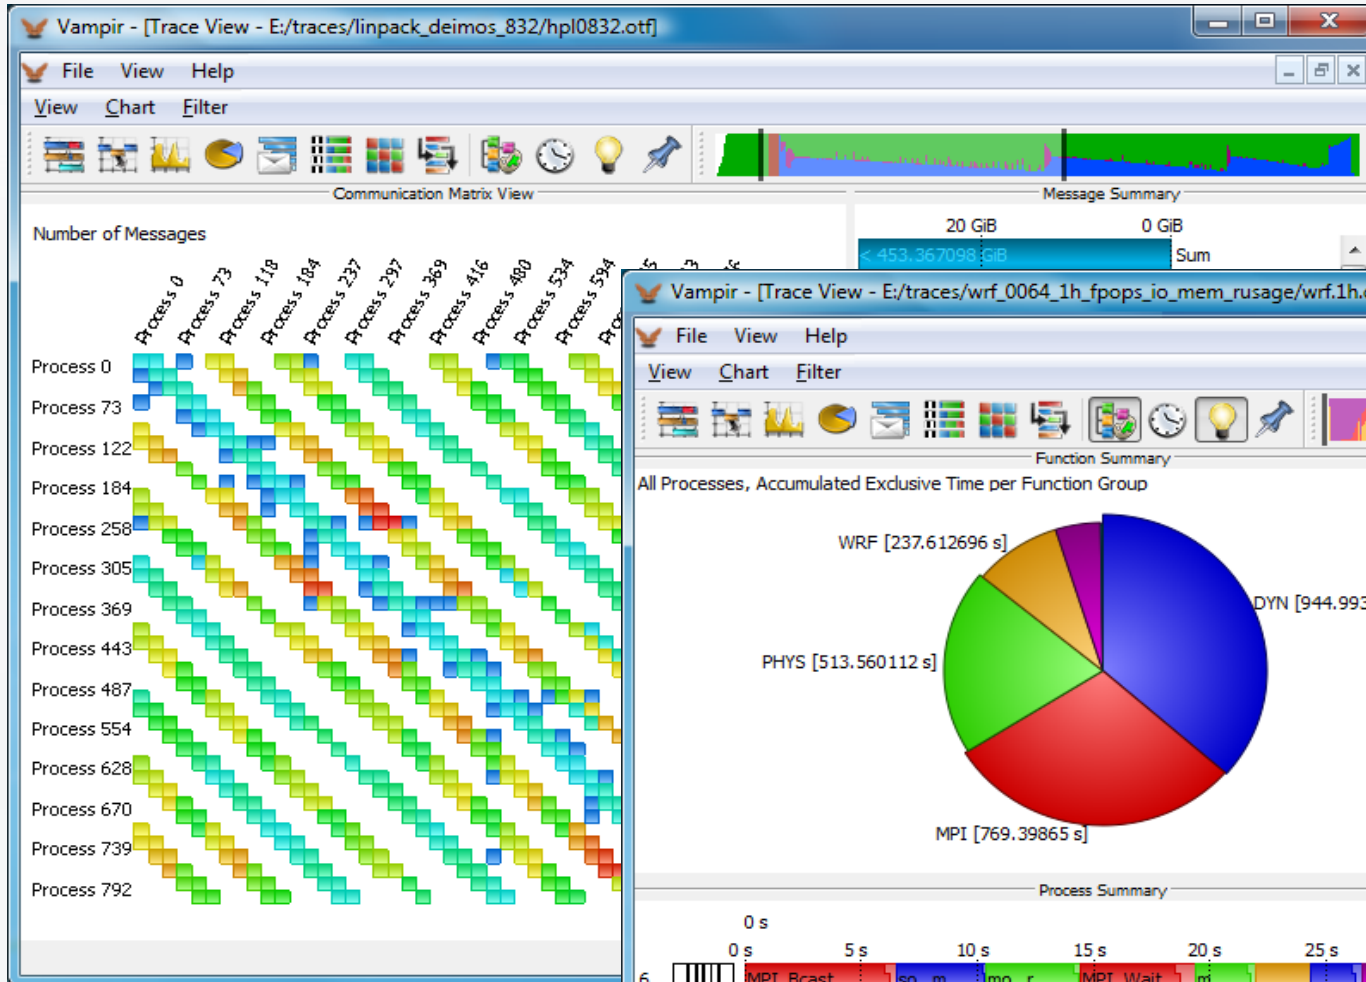 Vampir - [Trace View - E:/traces/linpack_deimos_832/hpl0832.otf]
File View Help
View Chart Filter
Communication Matrix View
Message Summary
Number of Messages
20 GiB 0 GiB
< 453.367098 GiB Sum
Process 0
Process 73
Process 118
Process 184
Process 237
Process 297
Process 369
Process 416
Process 480
Process 534
Process 594
Process 0
Process 73
Process 122
Process 184
Process 258
Process 305
Process 369
Process 443
Process 487
Process 554
Process 628
Process 670
Process 739
Process 792
Vampir - [Trace View - E:/traces/wrf_0064_1h_fpops_io_mem_rusage/wrf.1h.
File View Help
View Chart Filter
Function Summary
All Processes, Accumulated Exclusive Time per Function Group
WRF [237.612696 s]
DYN [944.993
PHYS [513.560112 s]
MPI [769.39865 s]
Process Summary
0 s
0 s 5 s 10 s 15 s 20 s 25 s
MPI_Bcast so_m mo_r MPI_Wait m